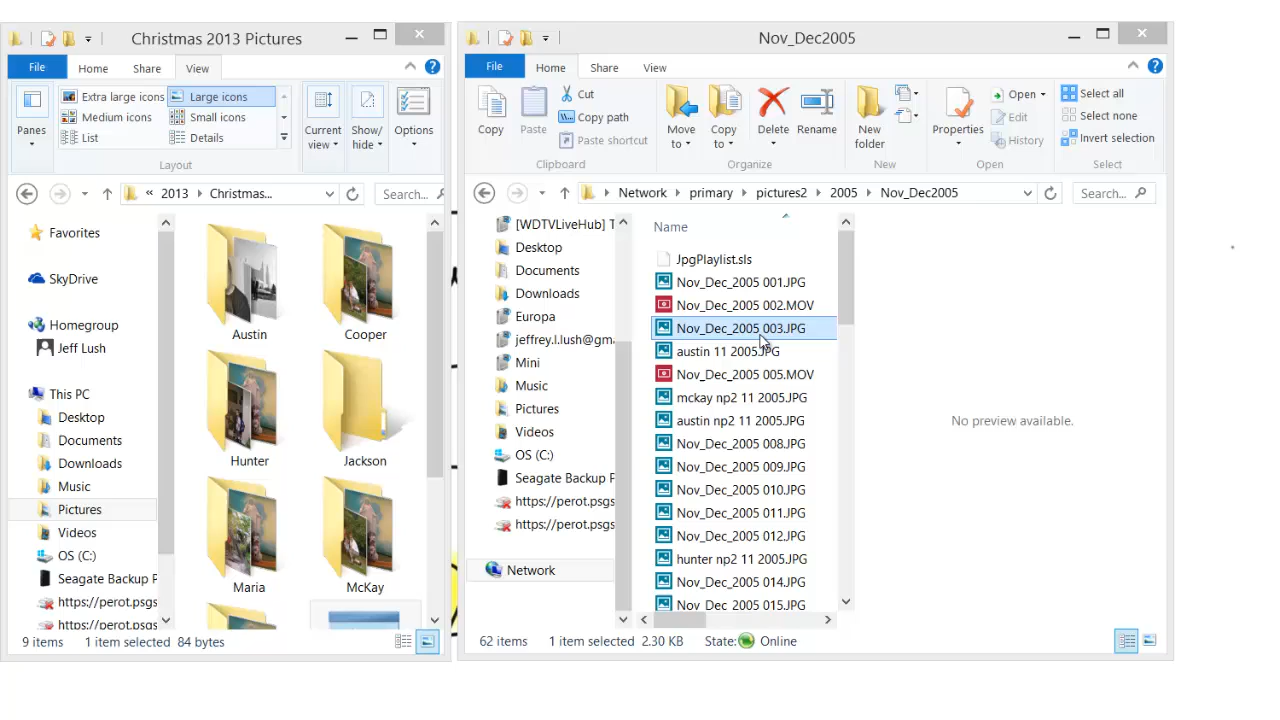 Christmas 2013 Pictures
File
Home
Share
View
Extra large icons
Large icons
Medium icons
Small icons
List
Details
Panes
Current view
Show/hide
Options
Layout
« 2013 › Christmas...
Search...
Favorites
SkyDrive
Homegroup
Jeff Lush
This PC
Desktop
Documents
Downloads
Music
Pictures
Videos
OS (C:)
Seagate Backup P
https://perot.psgs
https://perot.psgs
Austin
Cooper
Hunter
Jackson
Maria
McKay
9 items 1 item selected 84 bytes
Nov_Dec2005
File
Home
Share
View
Copy
Paste
Cut
Copy path
Paste shortcut
Clipboard
Move to
Copy to
Delete
Rename
Organize
New folder
New
Properties
Open
Edit
History
Open
Select all
Select none
Invert selection
Select
Network › primary › pictures2 › 2005 › Nov_Dec2005
Search...
[WDTVLiveHub] T
Desktop
Documents
Downloads
Europa
jeffrey.l.lush@gm
Mini
Music
Pictures
Videos
OS (C:)
Seagate Backup P
https://perot.psgs
https://perot.psgs
Network
Name
JpgPlaylist.sls
Nov_Dec_2005 001.JPG
Nov_Dec_2005 002.MOV
Nov_Dec_2005 003.JPG
austin 11 2005.JPG
Nov_Dec_2005 005.MOV
mckay np2 11 2005.JPG
austin np2 11 2005.JPG
Nov_Dec_2005 008.JPG
Nov_Dec_2005 009.JPG
Nov_Dec_2005 010.JPG
Nov_Dec_2005 011.JPG
Nov_Dec_2005 012.JPG
hunter np2 11 2005.JPG
Nov_Dec_2005 014.JPG
Nov_Dec_2005 015.JPG
No preview available.
62 items 1 item selected 2.30 KB State: Online